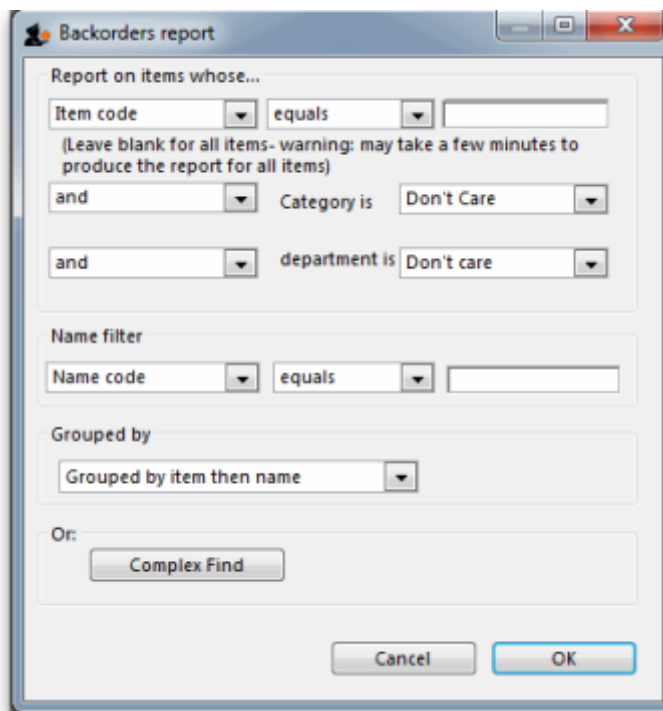 Backorders report
Report on items whose...
Item code equals
(Leave blank for all items- warning: may take a few minutes to
produce the report for all items)
and Category is Don't Care
and department is Don't care
Name filter
Name code equals
Grouped by
Grouped by item then name
Or:
Complex Find
Cancel OK